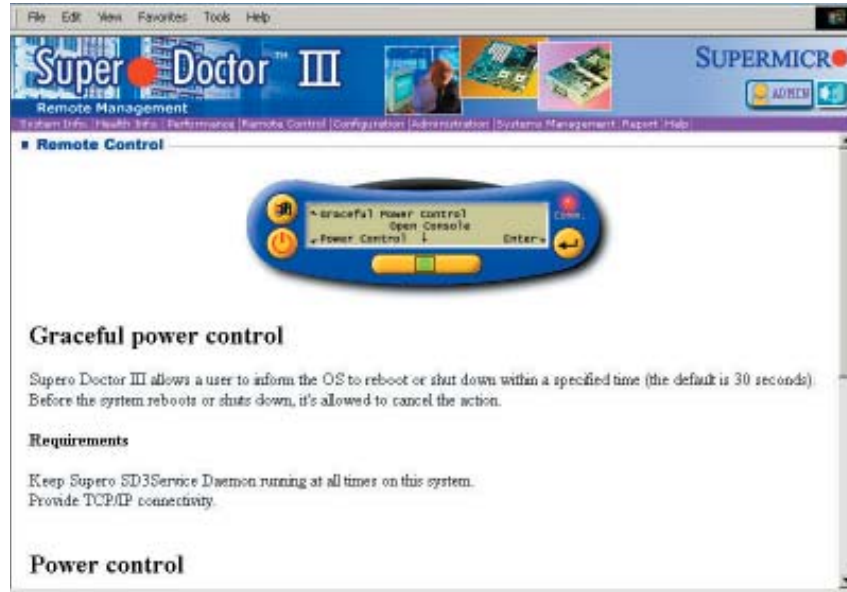 File Edit View Favorites Tools Help
Super Doctor™ III
SUPERMICR
Remote Management
ADMIN
System Info. Health Info. Performance Remote Control Configuration Administration Systems Management Report Help
Remote Control
Graceful Power Control
Open Console
Power Control
Enter
Comm.
Graceful power control
Supero Doctor III allows a user to inform the OS to reboot or shut down within a specified time (the default is 30 seconds).
Before the system reboots or shuts down, it's allowed to cancel the action.
Requirements
Keep Supero SD3Service Daemon running at all times on this system.
Provide TCP/IP connectivity.
Power control